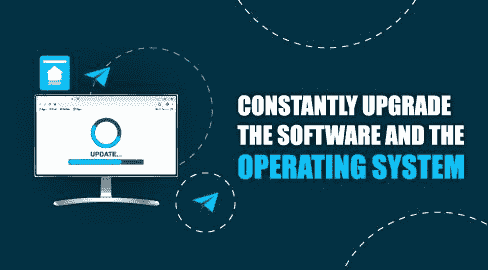 UPDATE...
CONSTANTLY UPGRADE
THE SOFTWARE AND THE
OPERATING SYSTEM